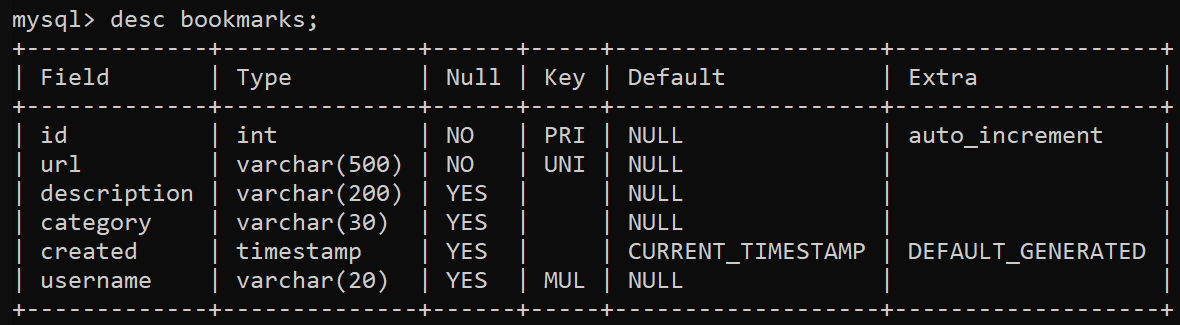 mysql> desc bookmarks;
+-------------+--------------+------+-----+-------------------+-------------------+
| Field       | Type         | Null | Key | Default           | Extra             |
+-------------+--------------+------+-----+-------------------+-------------------+
| id          | int          | NO   | PRI | NULL              | auto_increment    |
| url         | varchar(500) | NO   | UNI | NULL              |                   |
| description | varchar(200) | YES  |     | NULL              |                   |
| category    | varchar(30)  | YES  |     | NULL              |                   |
| created     | timestamp    | YES  |     | CURRENT_TIMESTAMP | DEFAULT_GENERATED |
| username    | varchar(20)  | YES  | MUL | NULL              |                   |
+-------------+--------------+------+-----+-------------------+-------------------+